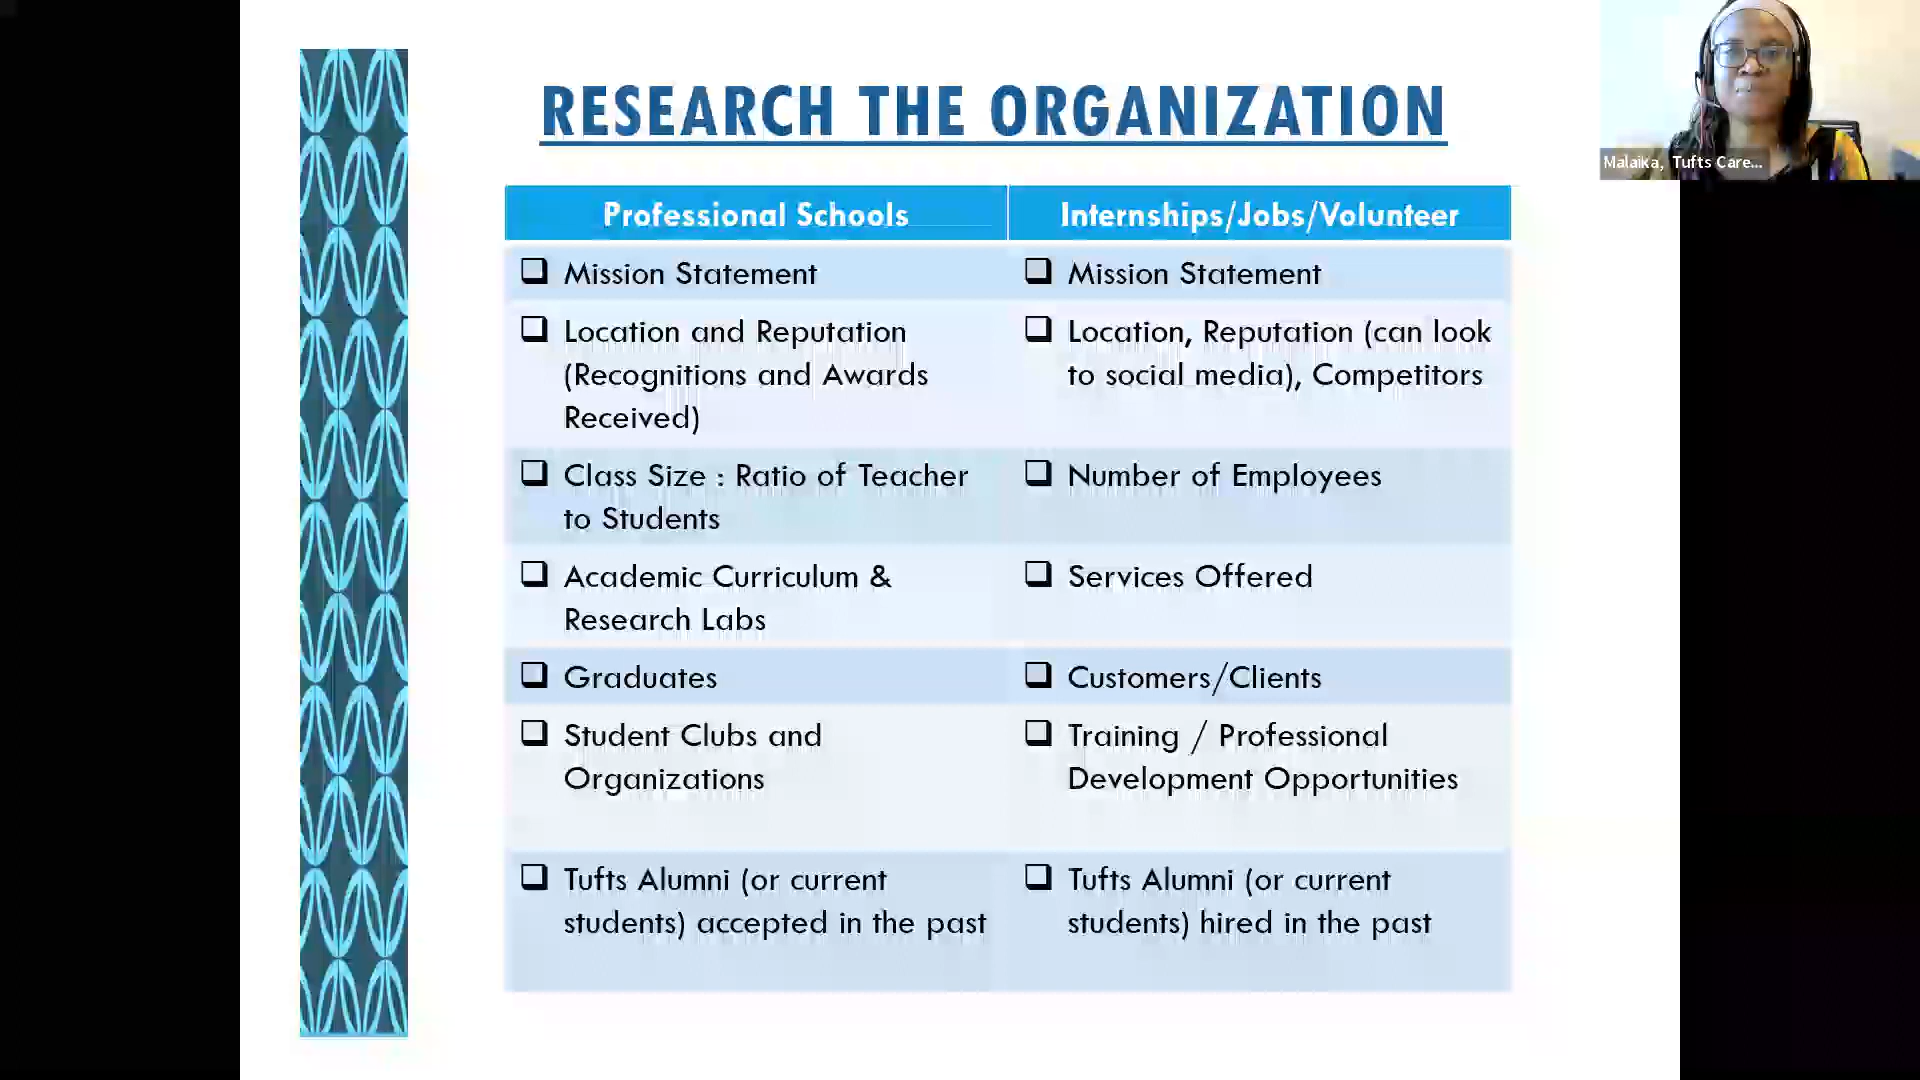 RESEARCH THE ORGANIZATION
Malaika, Tufts Care...
Professional Schools
Internships/Jobs/Volunteer
❑ Mission Statement
❑ Mission Statement
❑ Location and Reputation
(Recognitions and Awards
Received)
❑ Location, Reputation (can look
to social media), Competitors
❑ Class Size : Ratio of Teacher
to Students
❑ Number of Employees
❑ Academic Curriculum &
Research Labs
❑ Services Offered
❑ Graduates
❑ Customers/Clients
❑ Student Clubs and
Organizations
❑ Training / Professional
Development Opportunities
❑ Tufts Alumni (or current
students) accepted in the past
❑ Tufts Alumni (or current
students) hired in the past